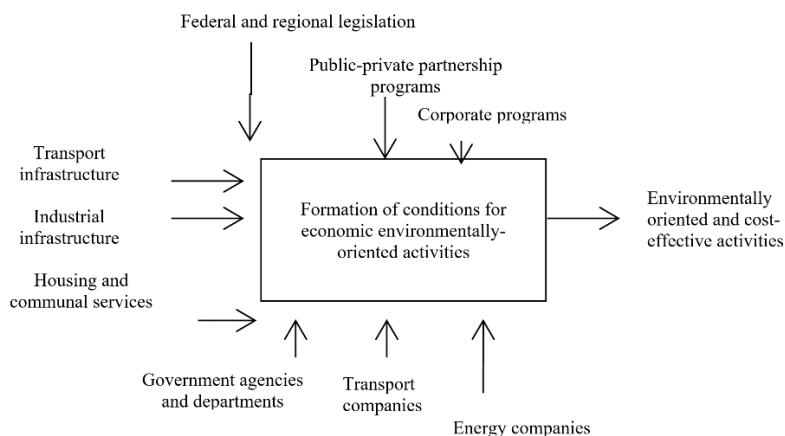 Federal and regional legislation
Public-private partnership
programs
Corporate programs
Transport
infrastructure
Industrial
infrastructure
Housing and
communal services
Formation of conditions for
economic environmentally-
oriented activities
Environmentally
oriented and cost-
effective activities
Government agencies
and departments
Transport
companies
Energy companies